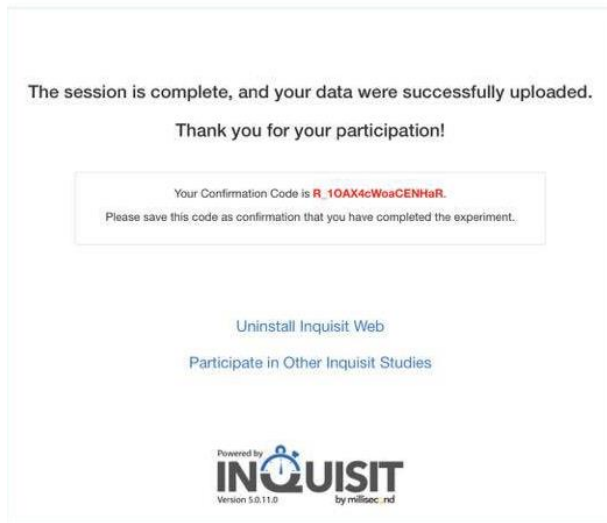 The session is complete, and your data were successfully uploaded.
Thank you for your participation!
Your Confirmation Code is R_1OAX4cWoaCENHaR.
Please save this code as confirmation that you have completed the experiment.
Uninstall Inquisit Web
Participate in Other Inquisit Studies
Powered by
INQUISIT
Version 5.0.11.0
by millisecond